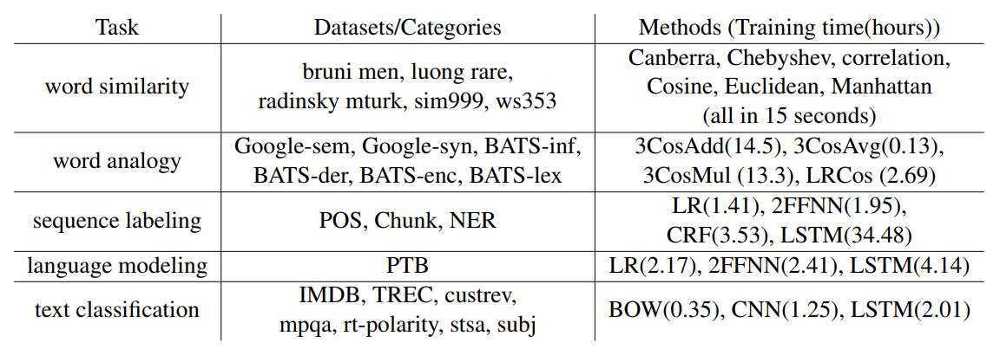 Task Datasets/Categories Methods (Training time(hours))
word similarity
bruni men, luong rare,
radinsky mturk, sim999, ws353
Canberra, Chebyshev, correlation,
Cosine, Euclidean, Manhattan
(all in 15 seconds)
word analogy
Google-sem, Google-syn, BATS-inf,
BATS-der, BATS-enc, BATS-lex
3CosAdd(14.5), 3CosAvg(0.13),
3CosMul (13.3), LRCos (2.69)
sequence labeling
POS, Chunk, NER
LR(1.41), 2FFNN(1.95),
CRF(3.53), LSTM(34.48)
language modeling
PTB
LR(2.17), 2FFNN(2.41), LSTM(4.14)
text classification
IMDB, TREC, custrev,
mpqa, rt-polarity, stsa, subj
BOW(0.35), CNN(1.25), LSTM(2.01)